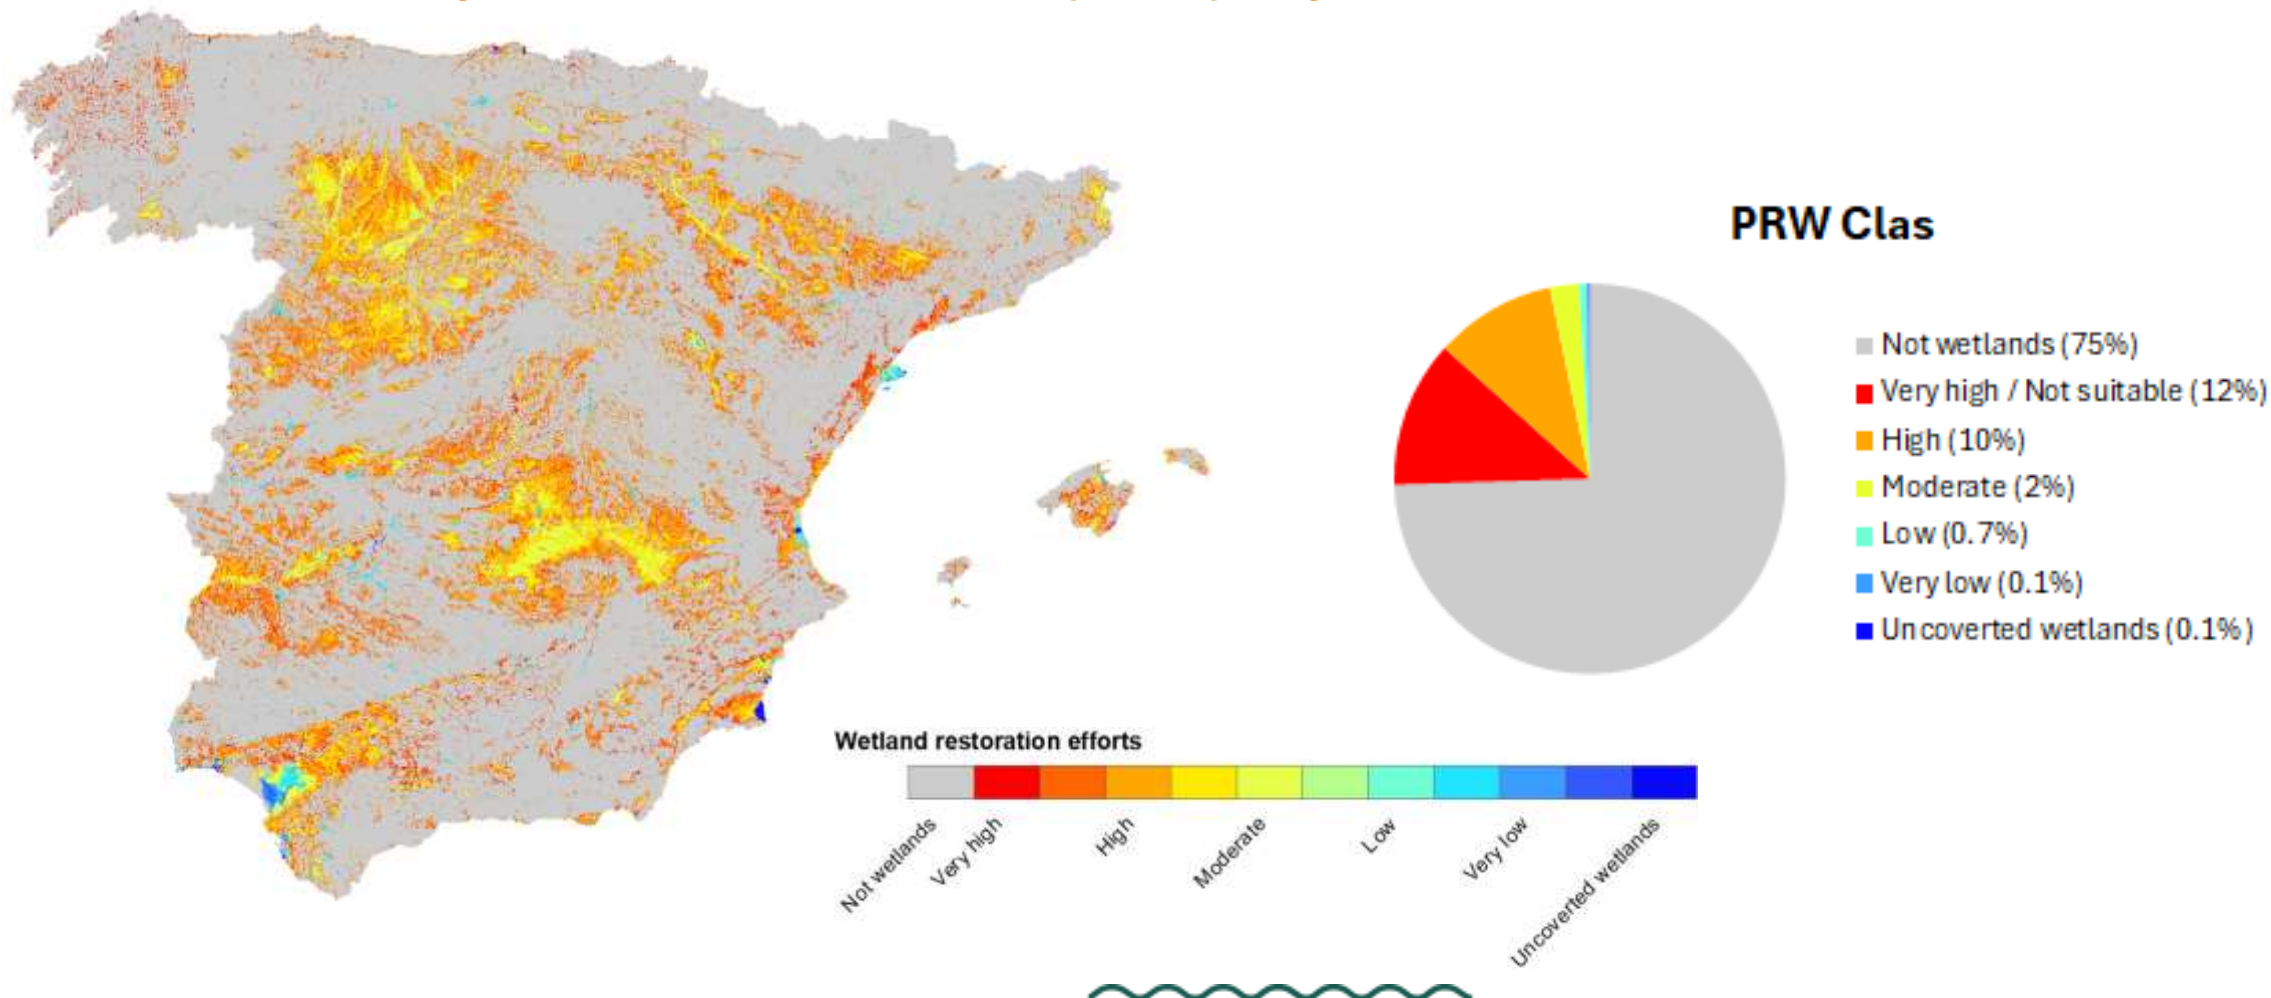 PRW Clas
Not wetlands (75%)
Very high / Not suitable (12%)
High (10%)
Moderate (2%)
Low (0.7%)
Very low (0.1%)
Uncoverted wetlands (0.1%)
Wetland restoration efforts
Not wetlands
Very high
High
Moderate
Low
Very low
Uncoverted wetlands